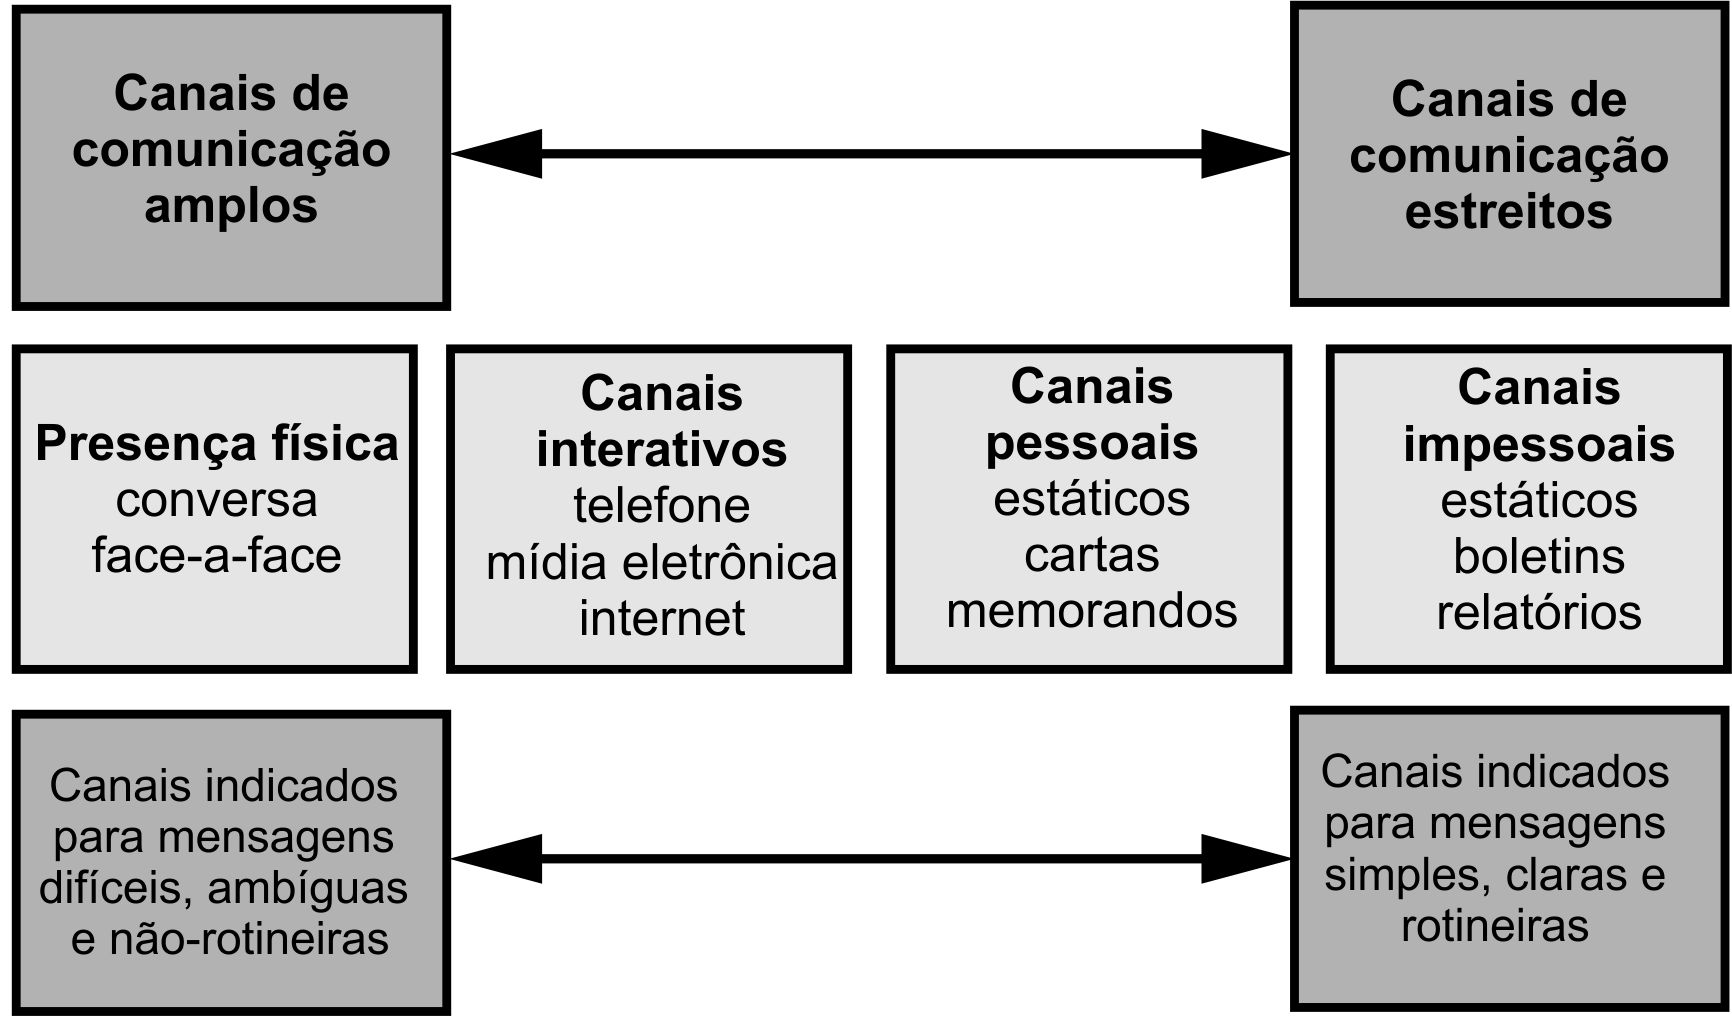 Canais de
comunicação
amplos
Canais de
comunicação
estreitos
Presença física
conversa
face-a-face
Canais
interativos
telefone
mídia eletrônica
internet
Canais
pessoais
estáticos
cartas
memorandos
Canais
impessoais
estáticos
boletins
relatórios
Canais indicados
para mensagens
difíceis, ambíguas
e não-rotineiras
Canais indicados
para mensagens
simples, claras e
rotineiras